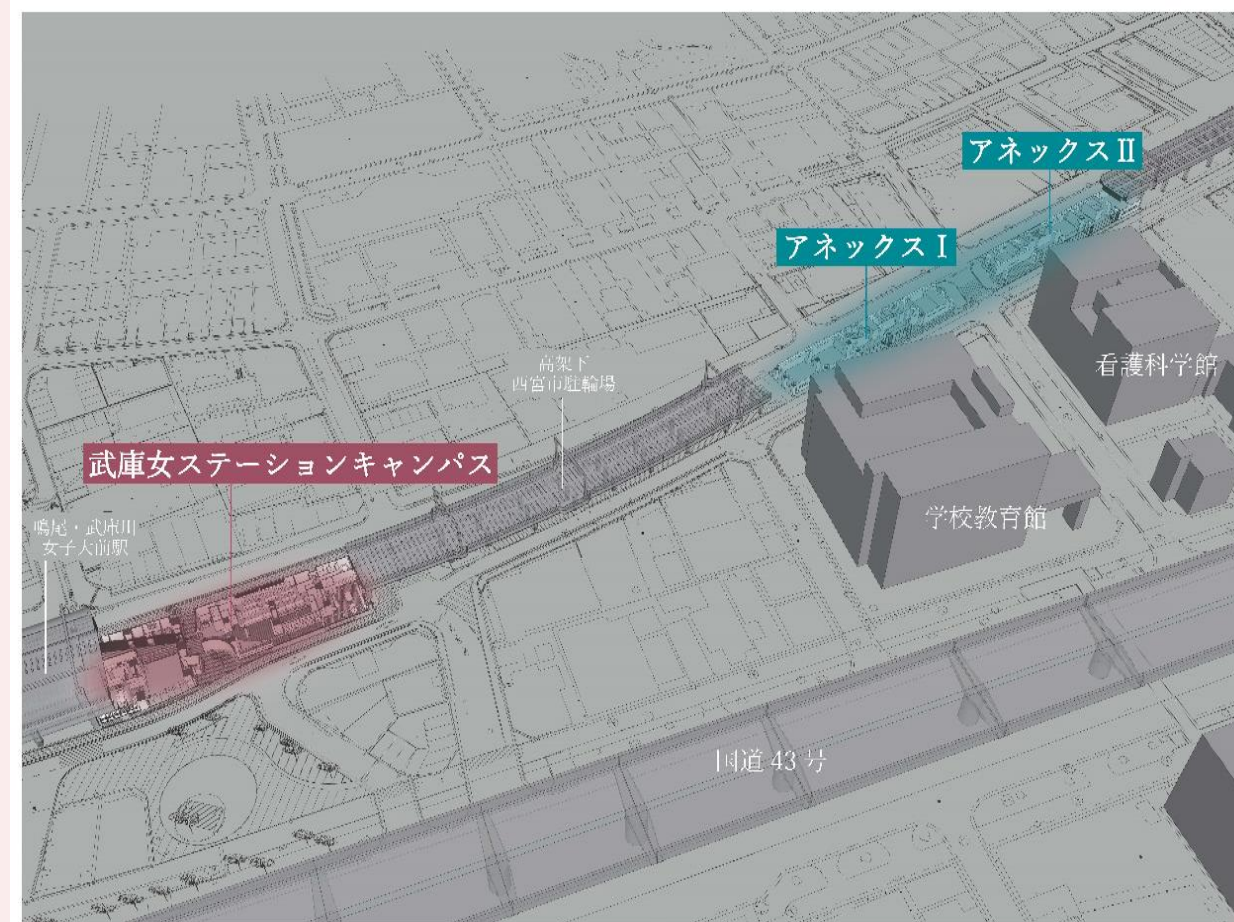 アネックスⅡ
アネックスⅠ
看護科学館
高架下
西宮市駐輪場
武庫女ステーションキャンパス
学校教育館
鳴尾・武庫川
女子大前駅
国道 43 号